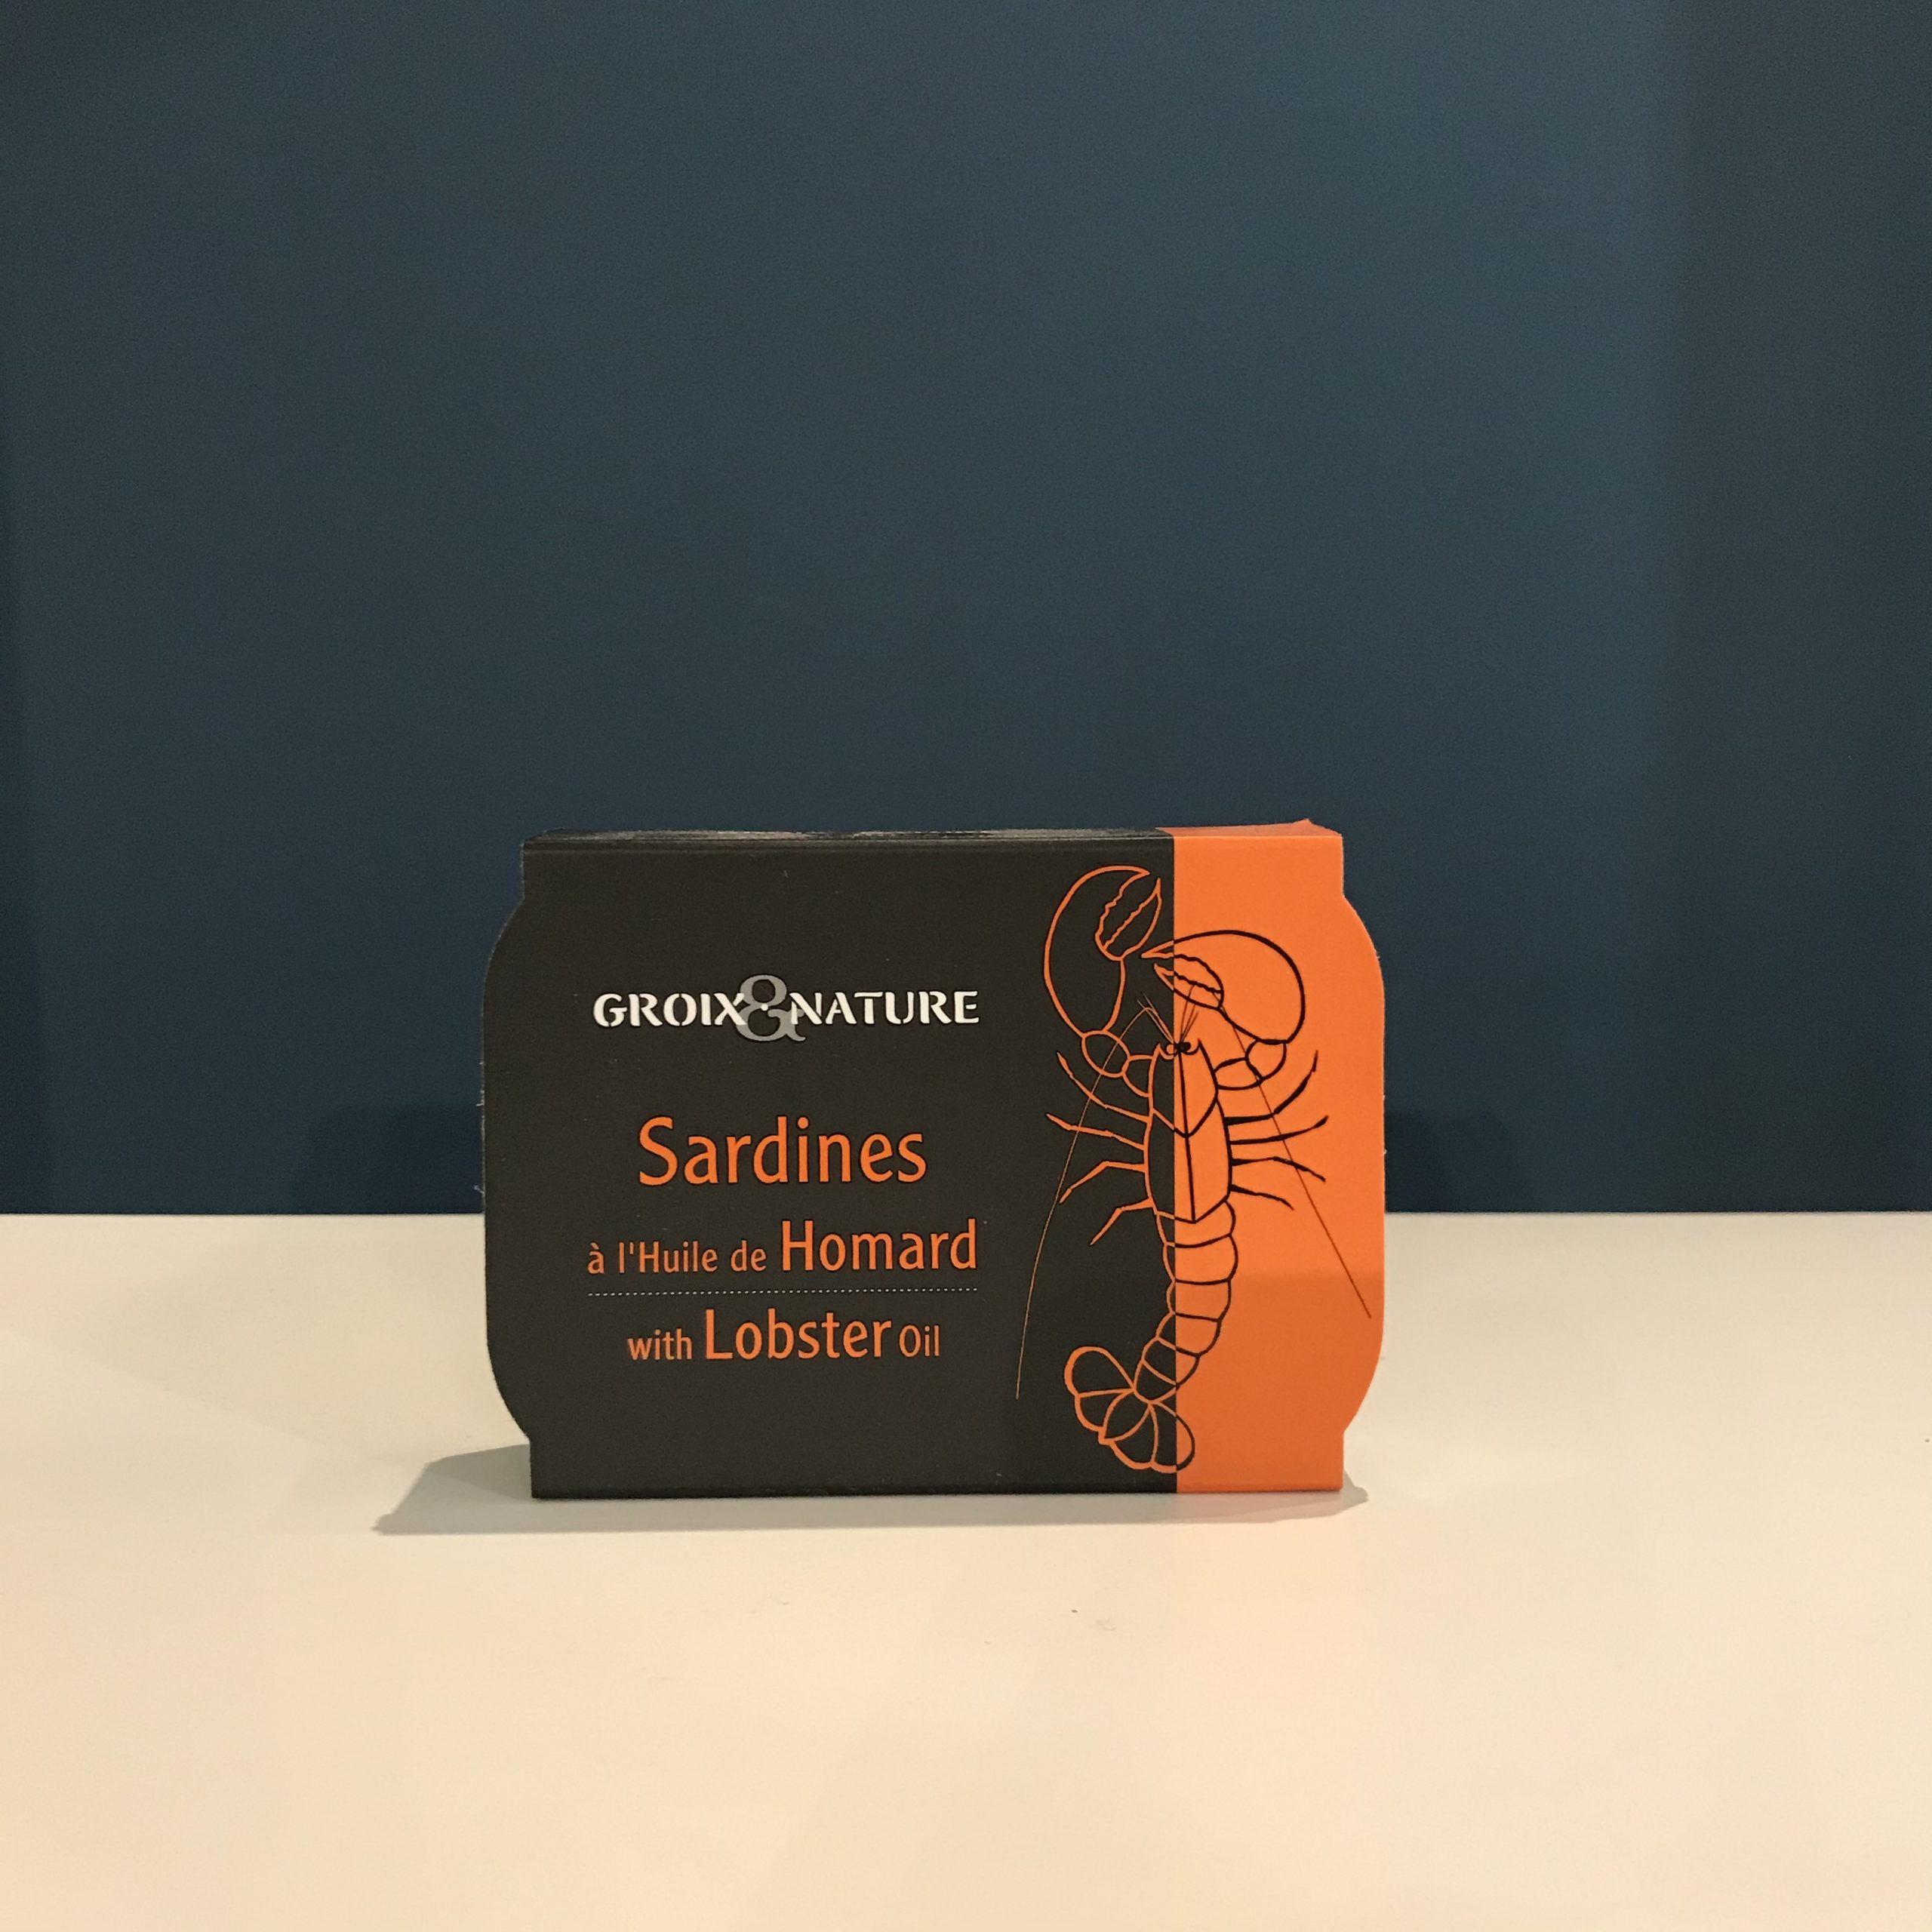 GROIX & NATURE
Sardines
à l'Huile de Homard
with Lobster Oil